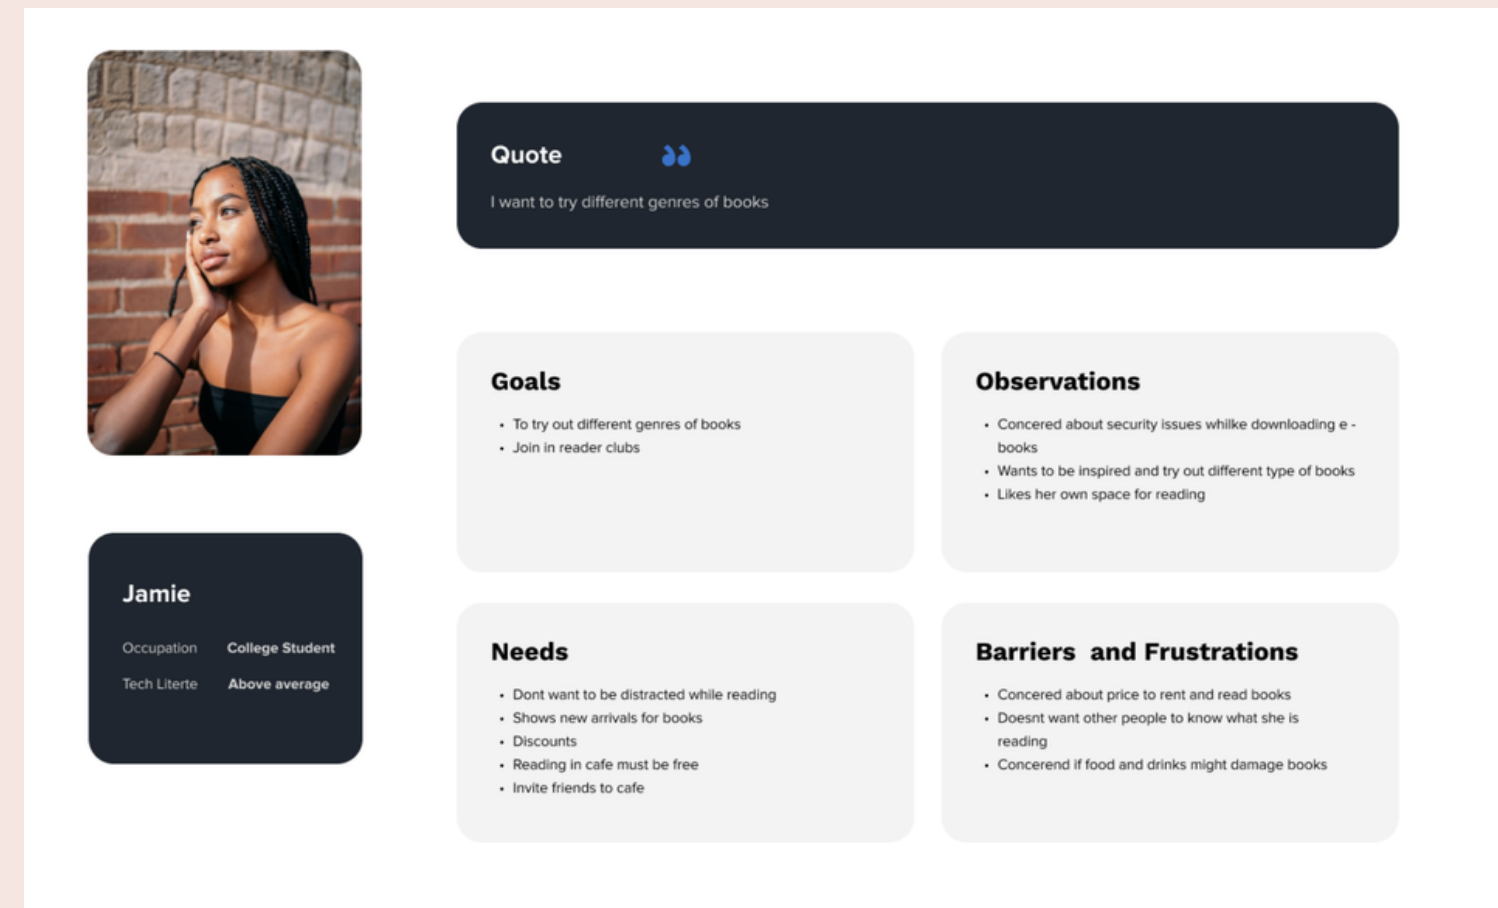 Quote
I want to try different genres of books
Goals
To try out different genres of books
Join in reader clubs
Observations
Concered about security issues whilke downloading e -
books
Wants to be inspired and try out different type of books
Likes her own space for reading
Jamie
Occupation College Student
Tech Literte Above average
Needs
Dont want to be distracted while reading
Shows new arrivals for books
Discounts
Reading in cafe must be free
Invite friends to cafe
Barriers and Frustrations
Concered about price to rent and read books
Doesnt want other people to know what she is
reading
Concerend if food and drinks might damage books